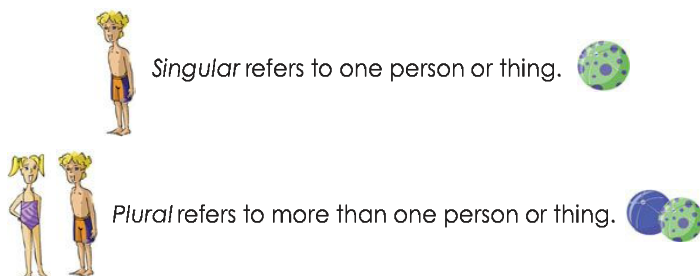 Singular refers to one person or thing.
Plural refers to more than one person or thing.